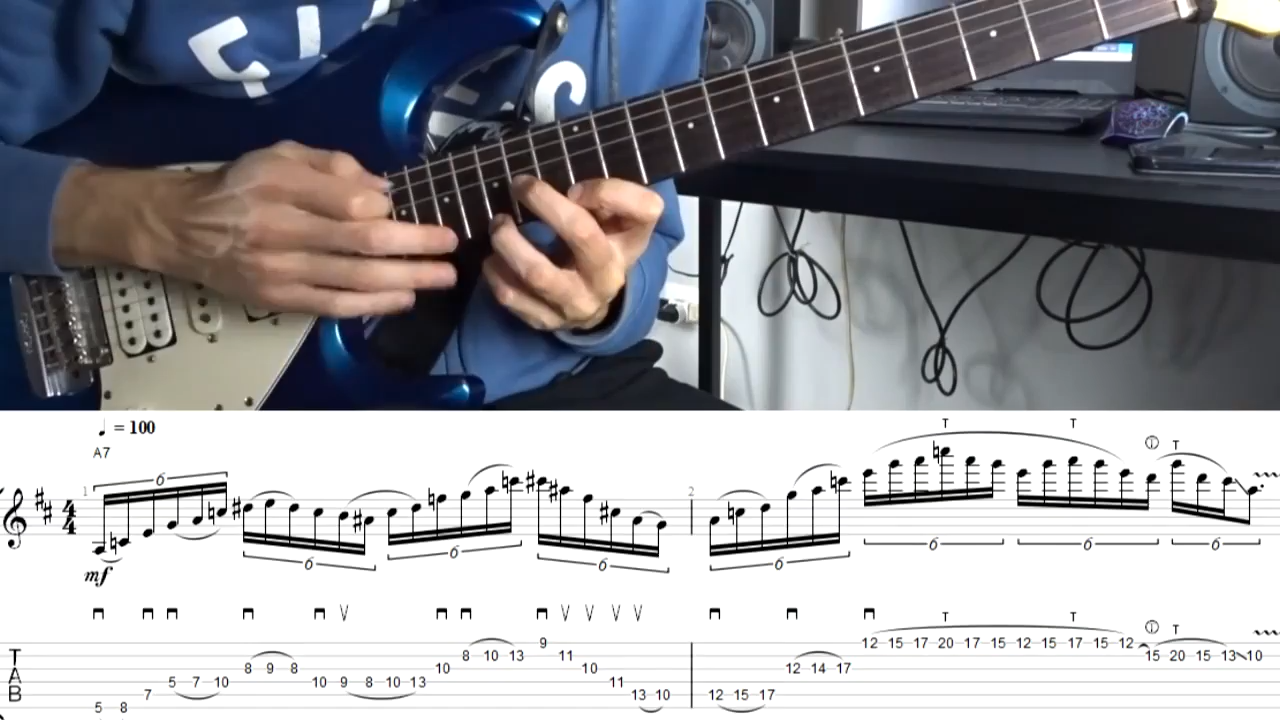 ♩ = 100
A7
6
T T ① T
1
6 6 6 2 6 6 6 6
mf
T T ① T
9 12 15 17 20 17 15 12 15 17 15 12
T 8 10 13 11 15 20 15 13 10
8 9 8 10 10 12 14 17
A 5 7 10 10 9 8 10 13 11
B 7 13 10 12 15 17
5 8